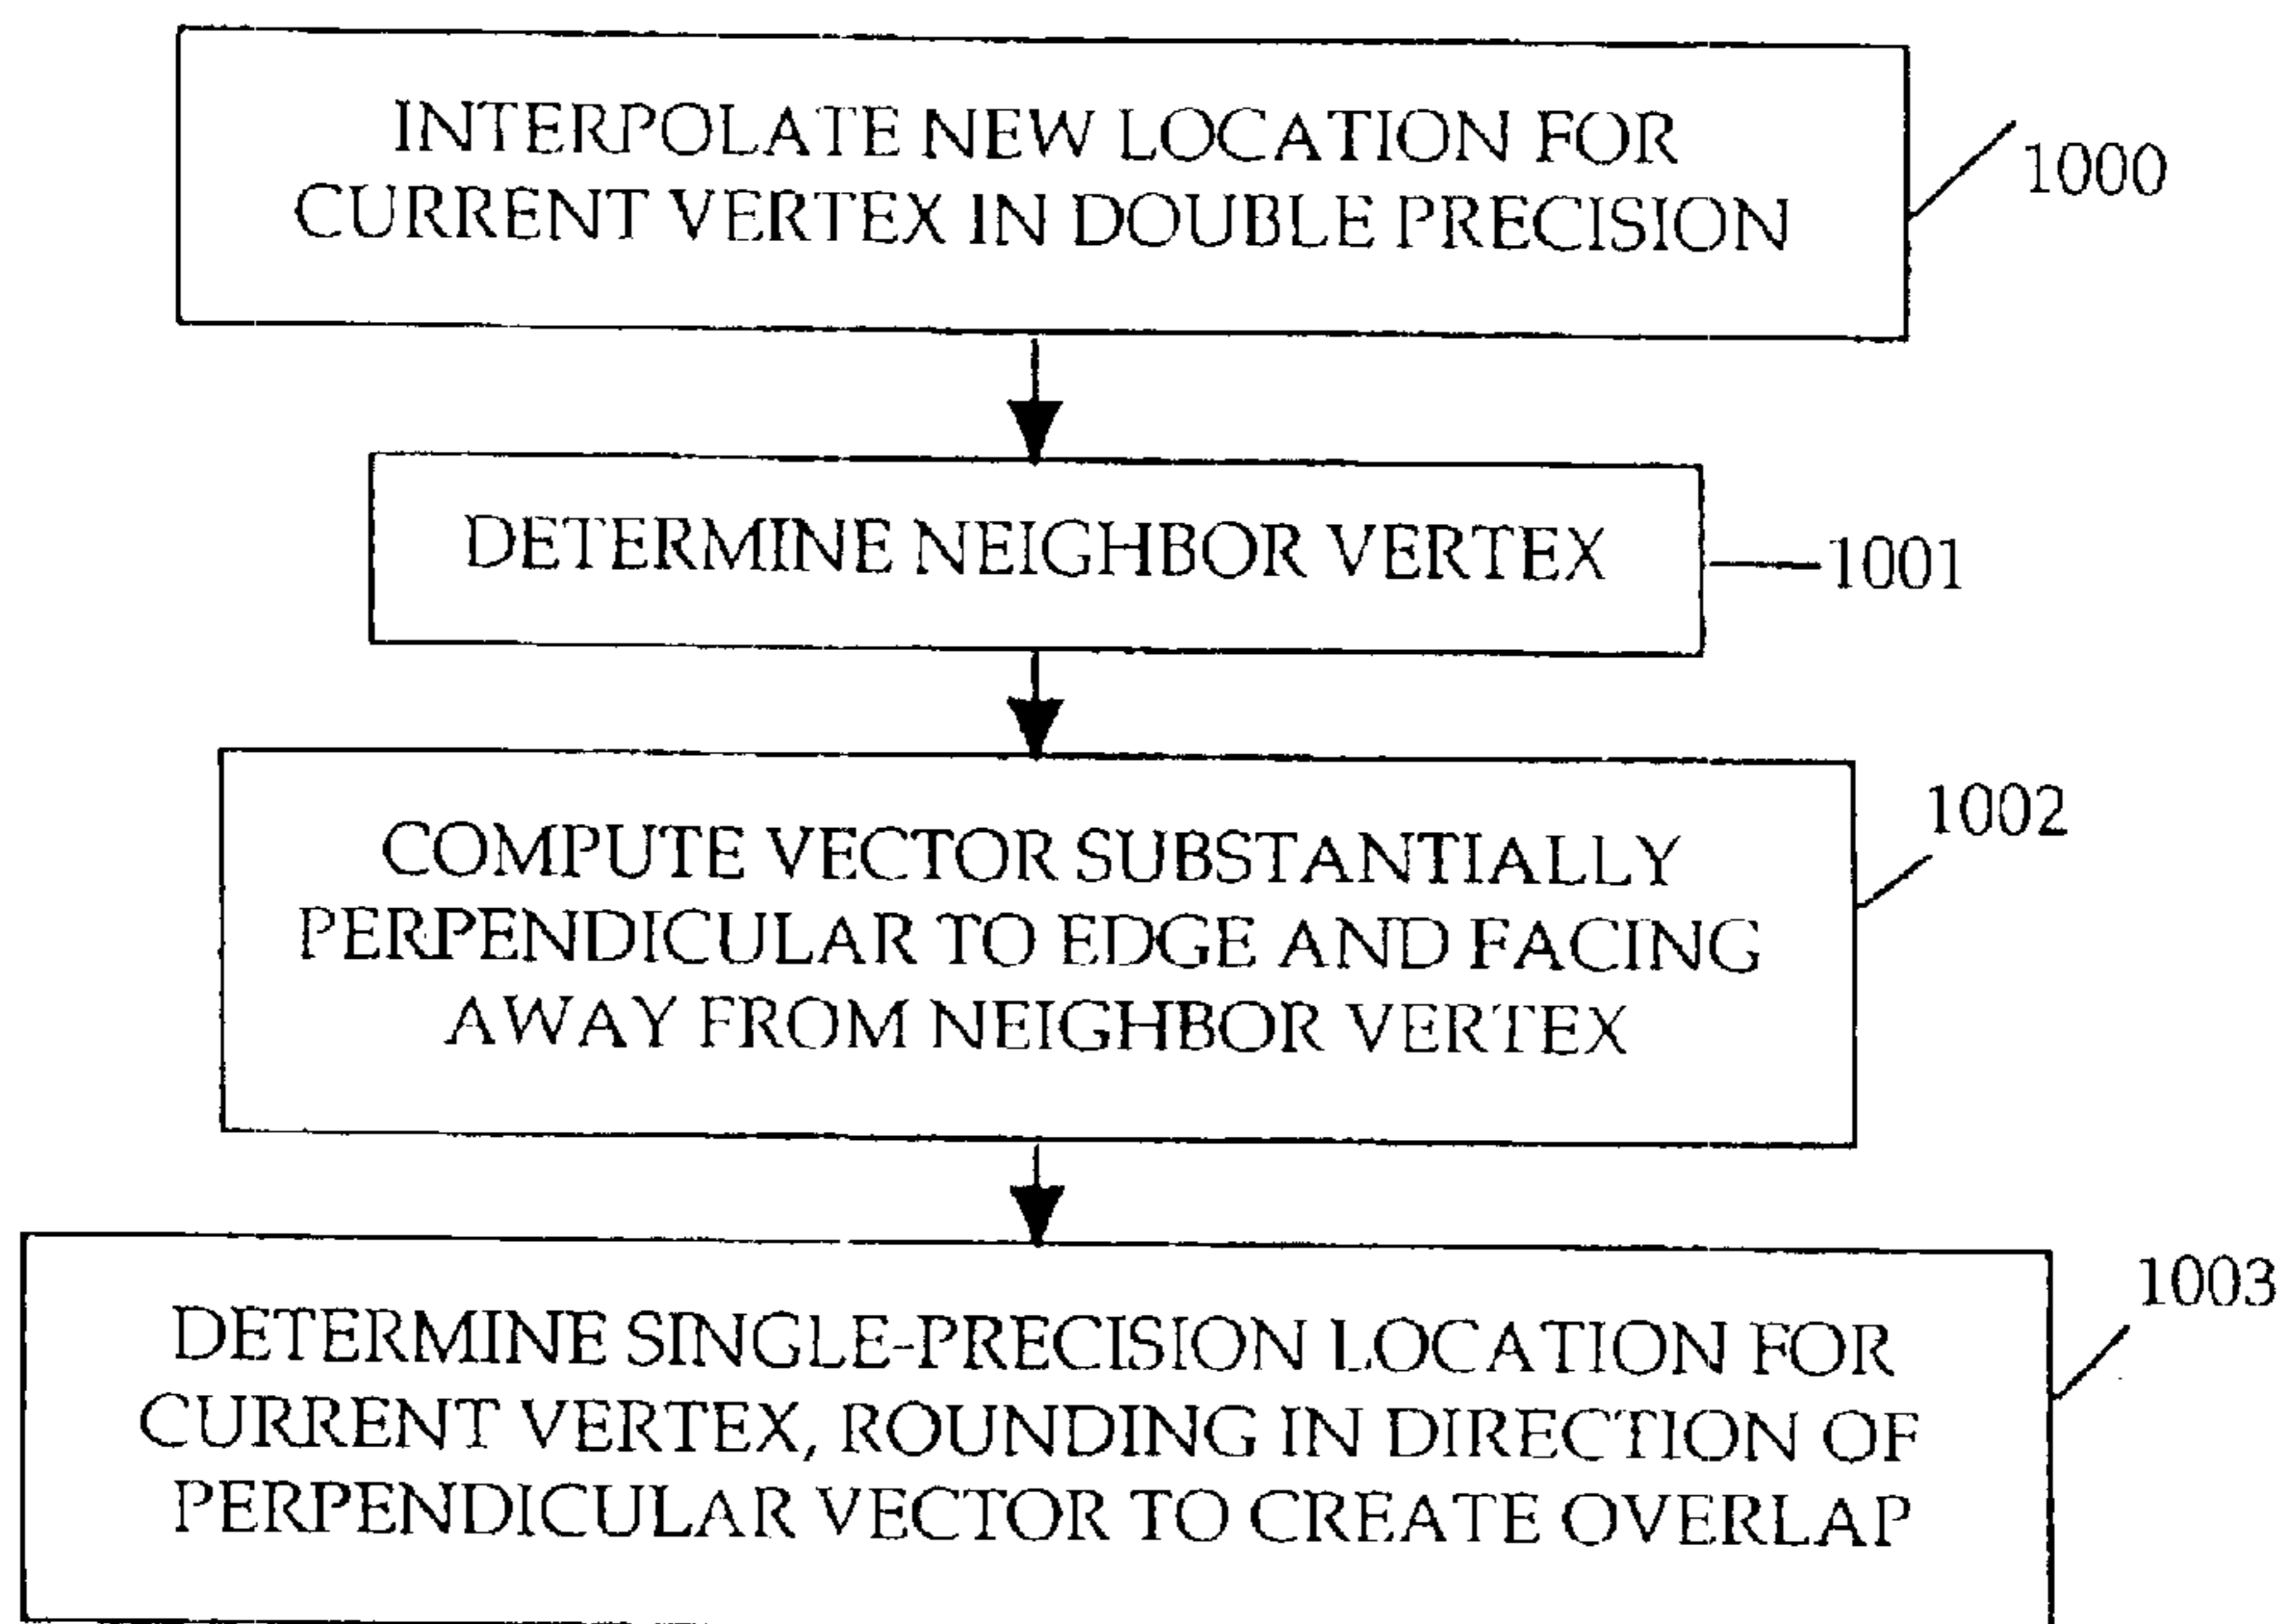 INTERPOLATE NEW LOCATION FOR
CURRENT VERTEX IN DOUBLE PRECISION
1000
DETERMINE NEIGHBOR VERTEX
1001
COMPUTE VECTOR SUBSTANTIALLY
PERPENDICULAR TO EDGE AND FACING
AWAY FROM NEIGHBOR VERTEX
1002
DETERMINE SINGLE-PRECISION LOCATION FOR
CURRENT VERTEX, ROUNDING IN DIRECTION OF
PERPENDICULAR VECTOR TO CREATE OVERLAP
1003